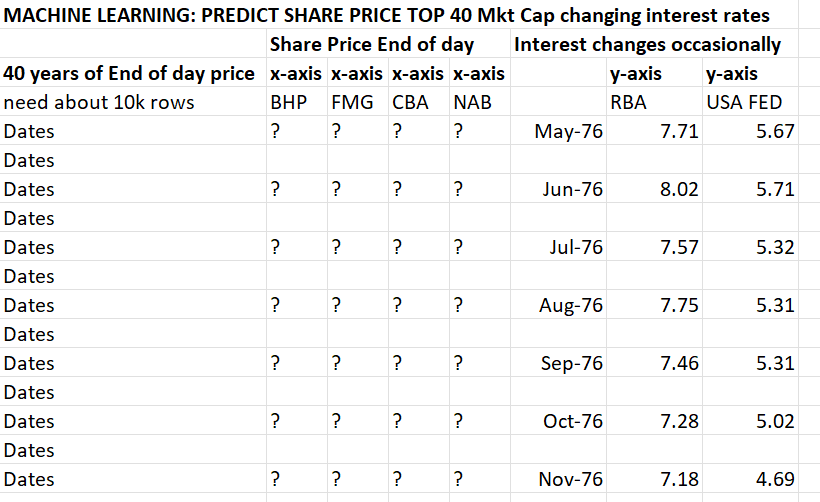 MACHINE LEARNING: PREDICT SHARE PRICE TOP 40 Mkt Cap changing interest rates
Share Price End of day Interest changes occasionally
40 years of End of day price x-axis x-axis x-axis x-axis y-axis y-axis
need about 10k rows BHP FMG CBA NAB RBA USA FED
Dates ? ? ? ? May-76 7.71 5.67
Dates
Dates ? ? ? ? Jun-76 8.02 5.71
Dates
Dates ? ? ? ? Jul-76 7.57 5.32
Dates
Dates ? ? ? ? Aug-76 7.75 5.31
Dates
Dates ? ? ? ? Sep-76 7.46 5.31
Dates
Dates ? ? ? ? Oct-76 7.28 5.02
Dates
Dates ? ? ? ? Nov-76 7.18 4.69